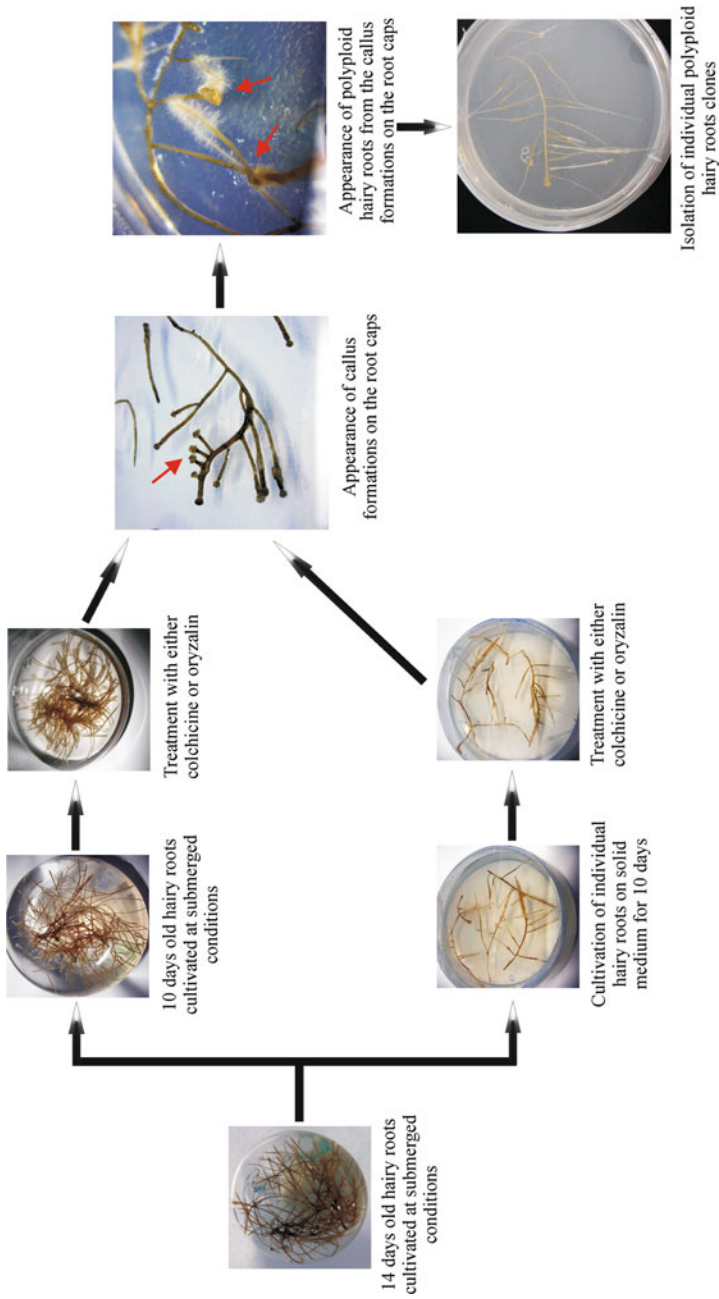 14 days old hairy roots
cultivated at submerged
conditions
10 days old hairy roots
cultivated at submerged
conditions
Treatment with either
colchicine or oryzalin
Cultivation of individual
hairy roots on solid
medium for 10 days
Treatment with either
colchicine or oryzalin
Appearance of callus
formations on the root caps
Appearance of polyploid
hairy roots from the callus
formations on the root caps
Isolation of individual polyploid
hairy roots clones